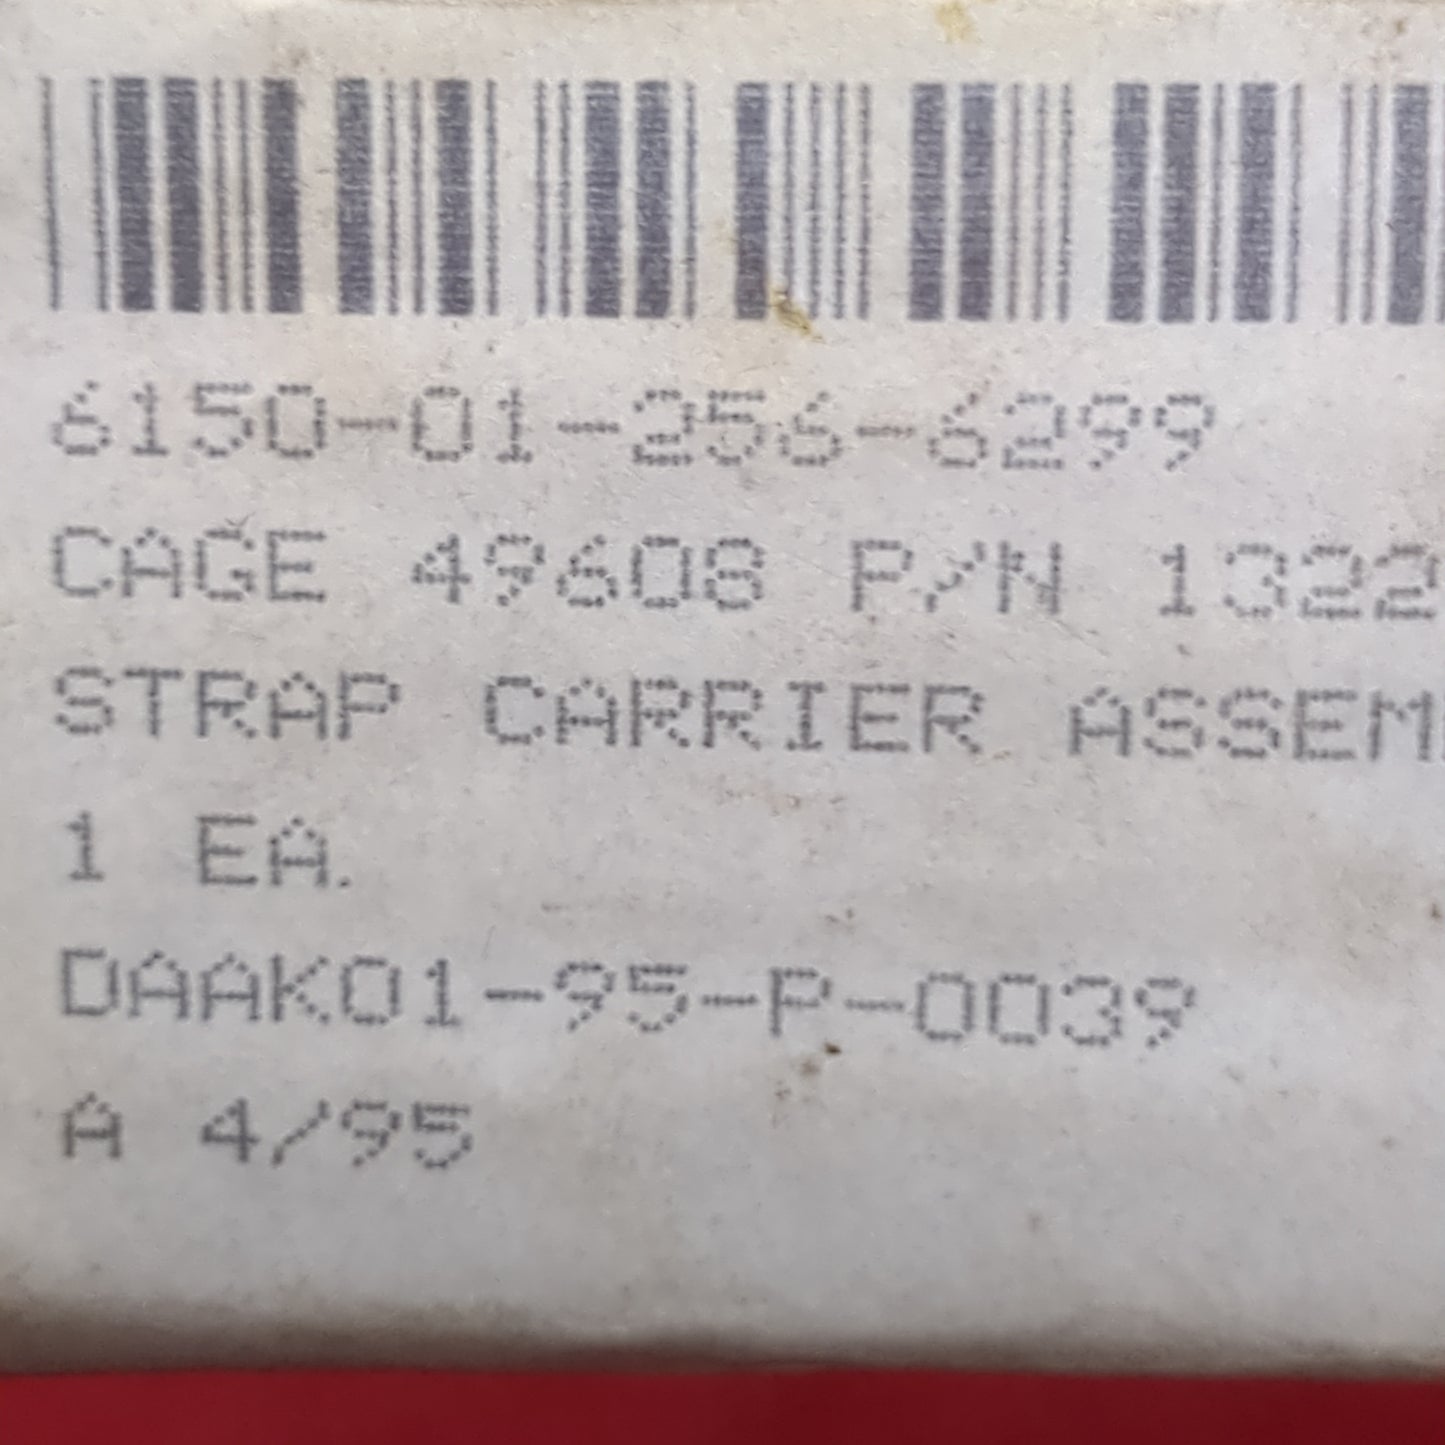 6150-01-256-6299
CAGE 49608 P/N 1322
STRAP CARRIER ASSEM
1 EA.
DAAK01-95-P-0039
A 4/95